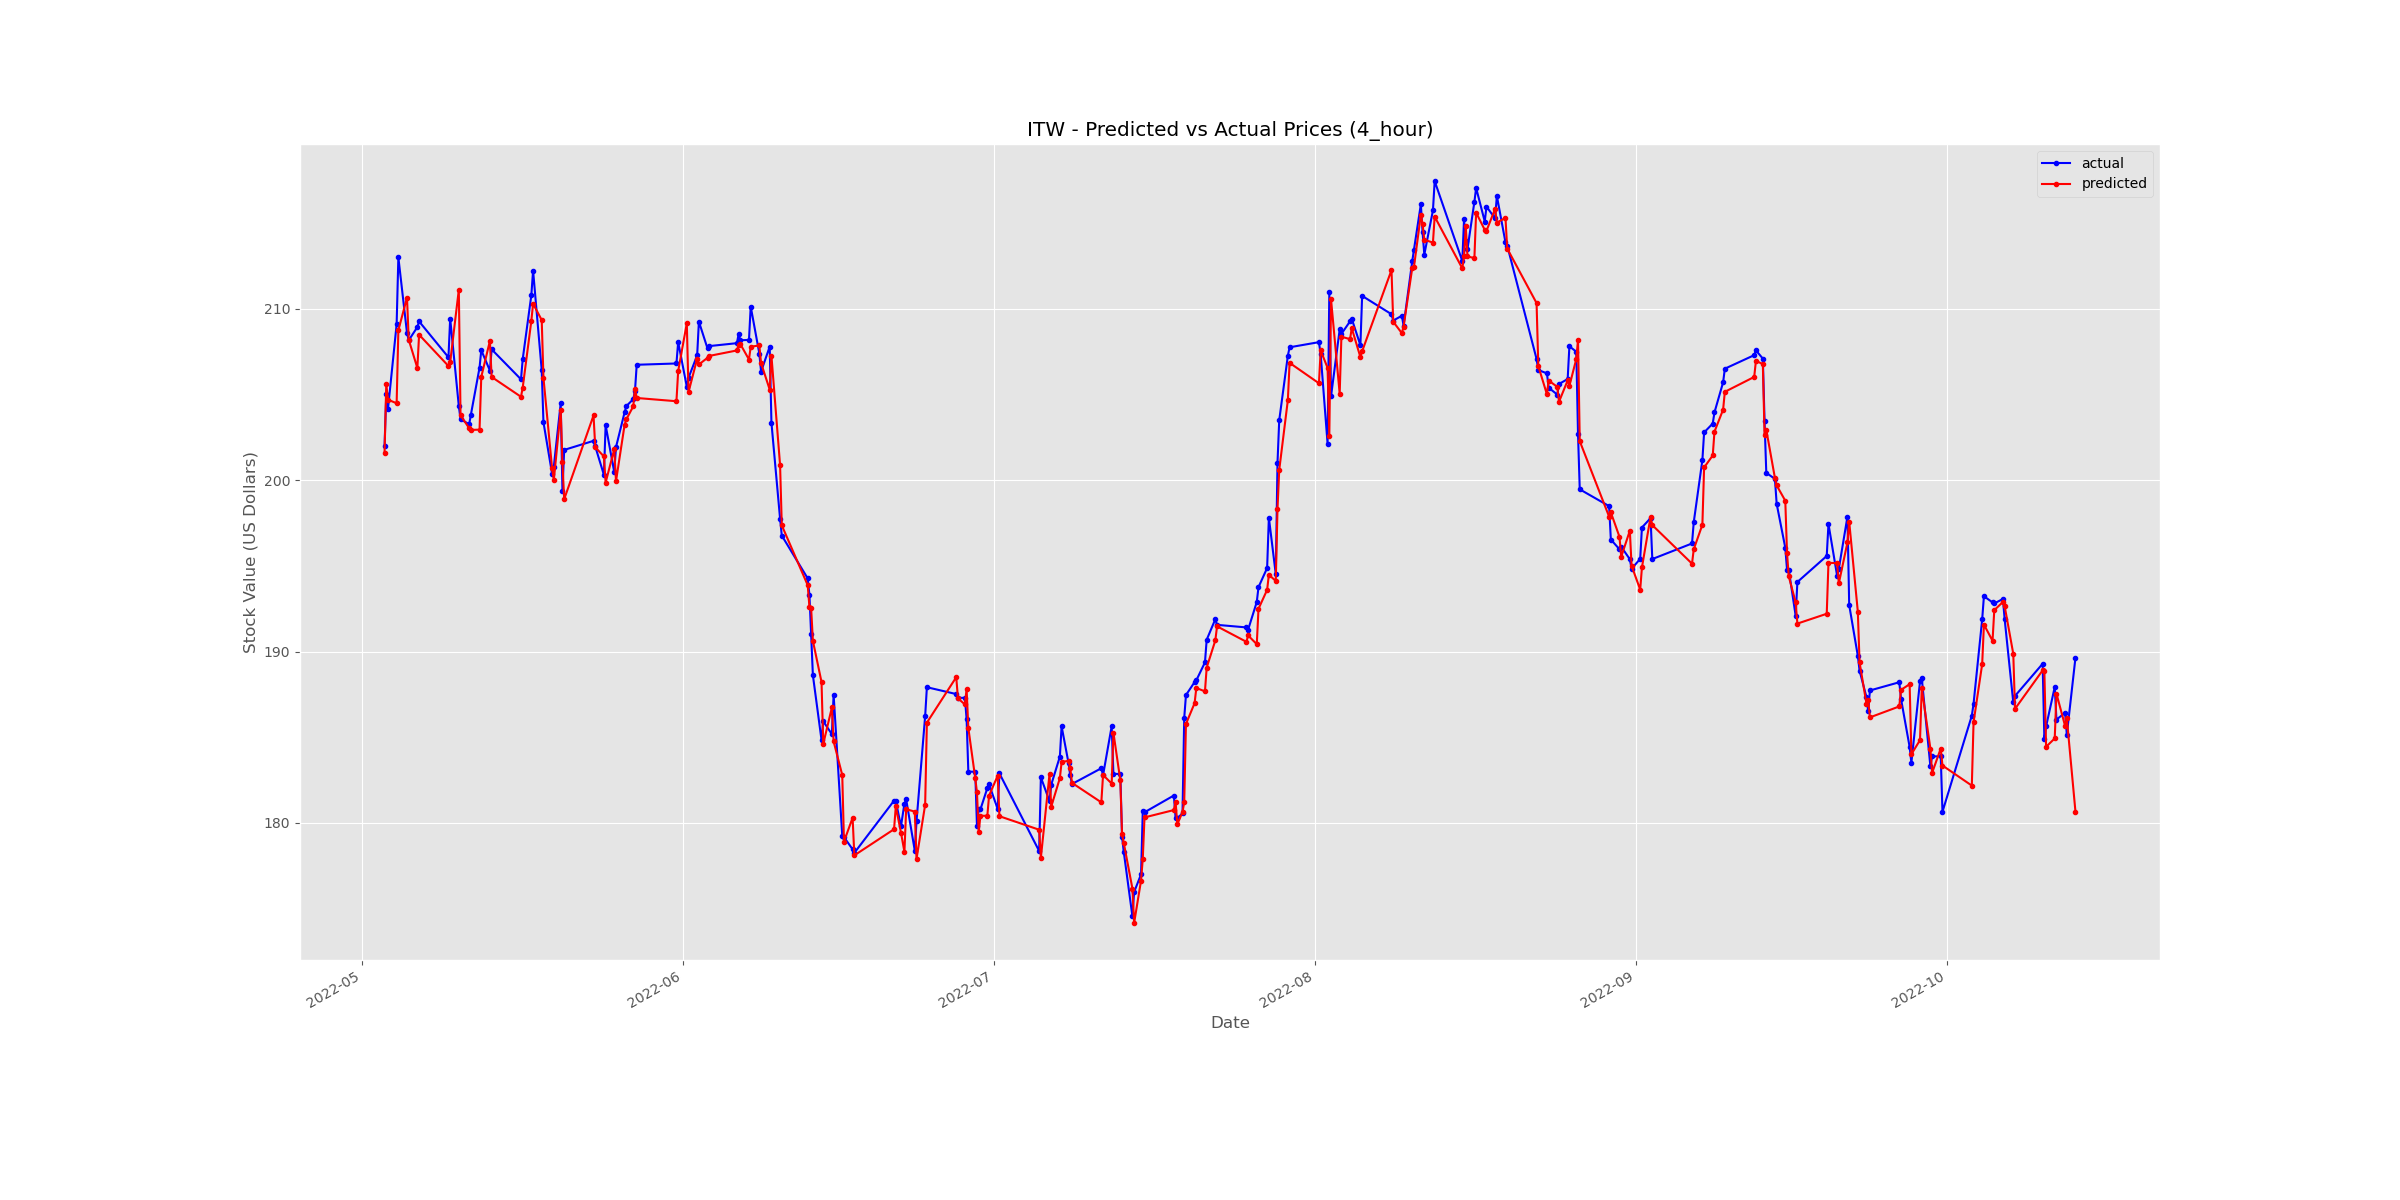 ITW - Predicted vs Actual Prices (4_hour)
actual
predicted
Stock Value (US Dollars)
210
200
190
180
2022-05
2022-06
2022-07
2022-08
2022-09
2022-10
Date